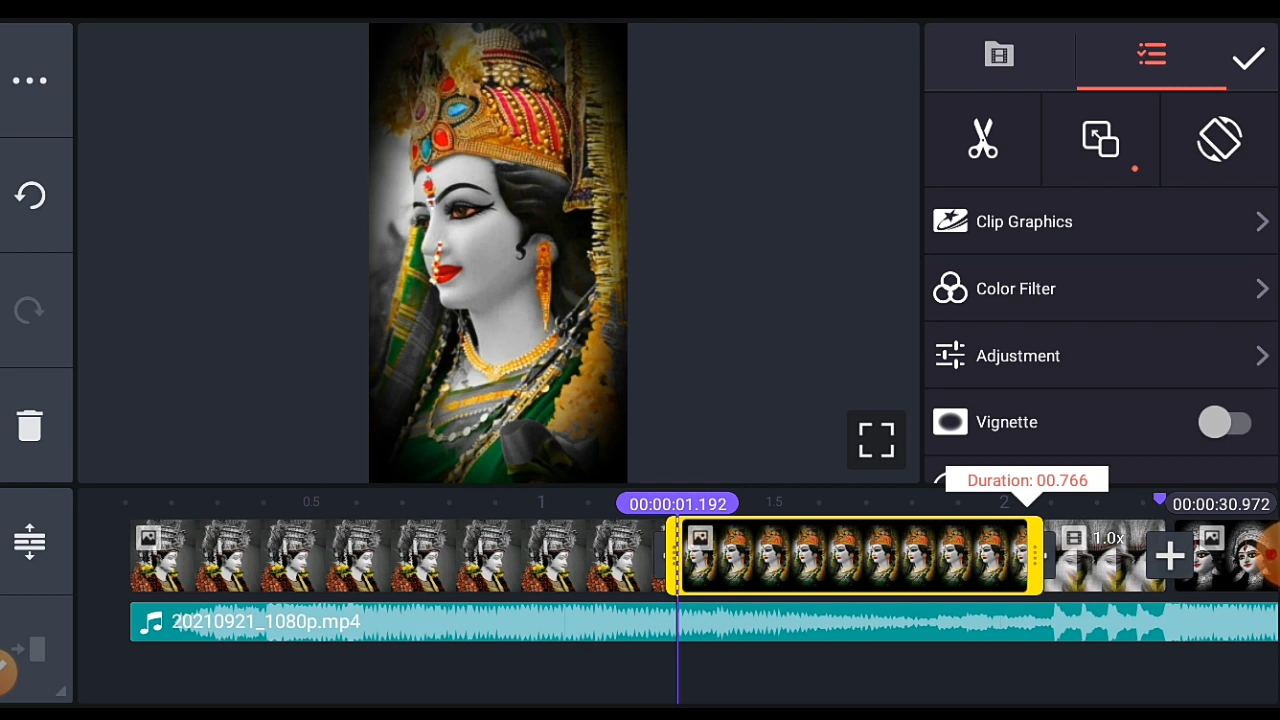 Clip Graphics
Color Filter
Adjustment
Vignette
Duration: 00.766
0.5
1
00:00:01.192
1.5
2
00:00:30.972
1.0x
20210921_1080p.mp4